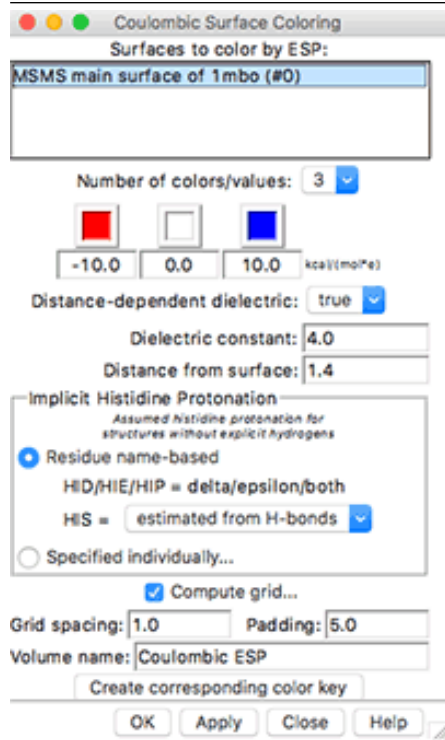 Coulombic Surface Coloring
Surfaces to color by ESP:
MSMS main surface of 1mbo (#0)
Number of colors/values: 3
-10.0 0.0 10.0 kcal/(mol*e)
Distance-dependent dielectric: true
Dielectric constant: 4.0
Distance from surface: 1.4
Implicit Histidine Protonation
Assumed histidine protonation for
structures without explicit hydrogens
Residue name-based
HID/HIE/HIP = delta/epsilon/both
HIS = estimated from H-bonds
Specified individually...
Compute grid...
Grid spacing: 1.0 Padding: 5.0
Volume name: Coulombic ESP
Create corresponding color key
OK Apply Close Help